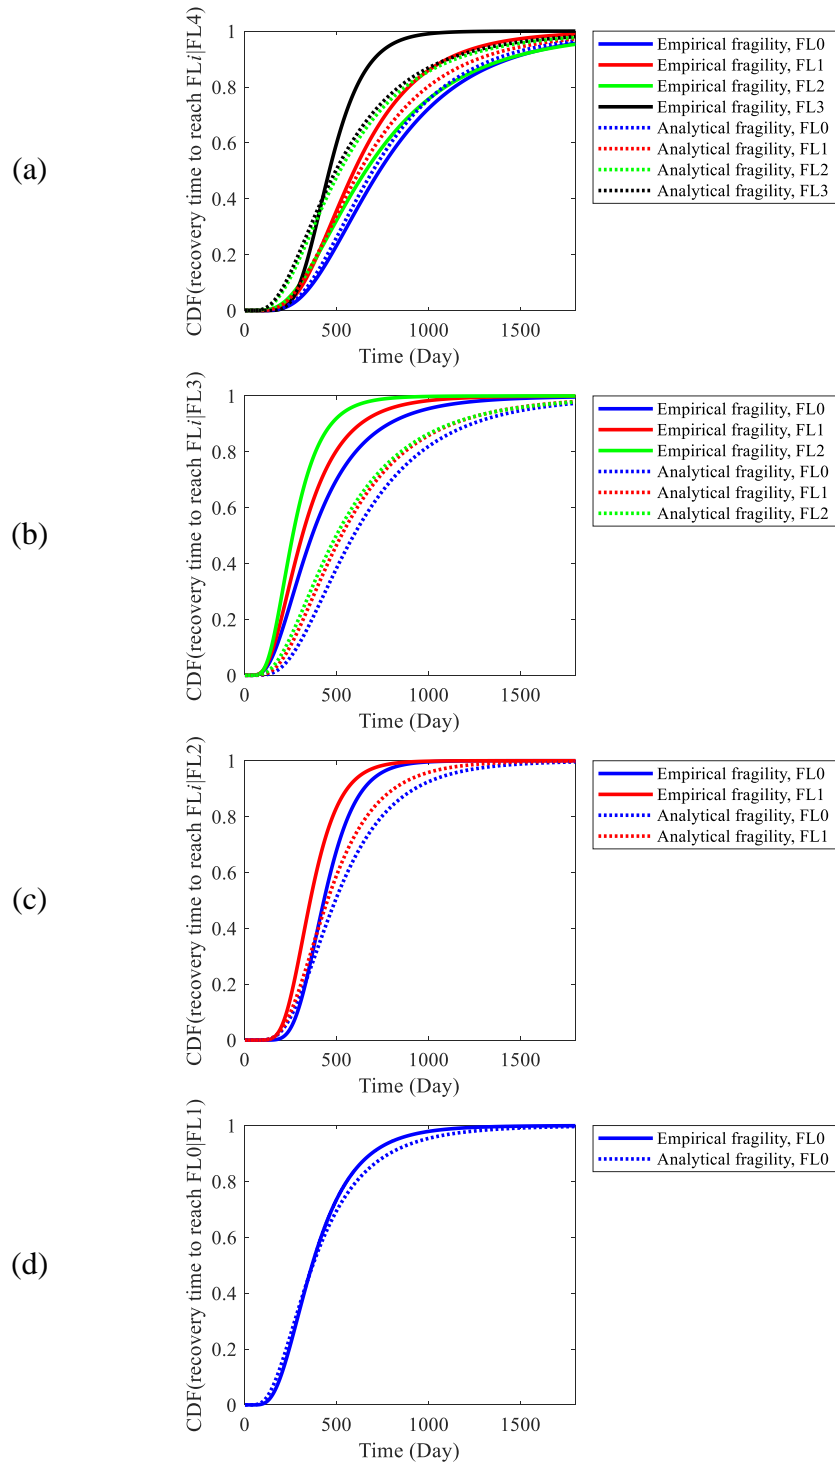 (a)
CDF(recovery time to reach FLi|FL4)
1
0.8
0.6
0.4
0.2
0
0 500 1000 1500
Time (Day)
Empirical fragility, FL0
Empirical fragility, FL1
Empirical fragility, FL2
Empirical fragility, FL3
Analytical fragility, FL0
Analytical fragility, FL1
Analytical fragility, FL2
Analytical fragility, FL3
(b)
CDF(recovery time to reach FLi|FL3)
1
0.8
0.6
0.4
0.2
0
0 500 1000 1500
Time (Day)
Empirical fragility, FL0
Empirical fragility, FL1
Empirical fragility, FL2
Analytical fragility, FL0
Analytical fragility, FL1
Analytical fragility, FL2
(c)
CDF(recovery time to reach FLi|FL2)
1
0.8
0.6
0.4
0.2
0
0 500 1000 1500
Time (Day)
Empirical fragility, FL0
Empirical fragility, FL1
Analytical fragility, FL0
Analytical fragility, FL1
(d)
CDF(recovery time to reach FL0|FL1)
1
0.8
0.6
0.4
0.2
0
0 500 1000 1500
Time (Day)
Empirical fragility, FL0
Analytical fragility, FL0